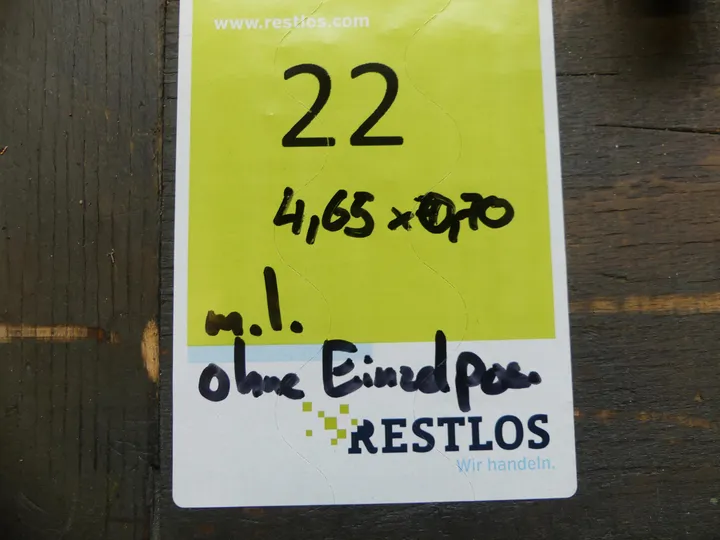 www.restlos.com
22
4,65 x 0,70
m.l.
ohne Einzelpos.
RESTLOS
Wir handeln.